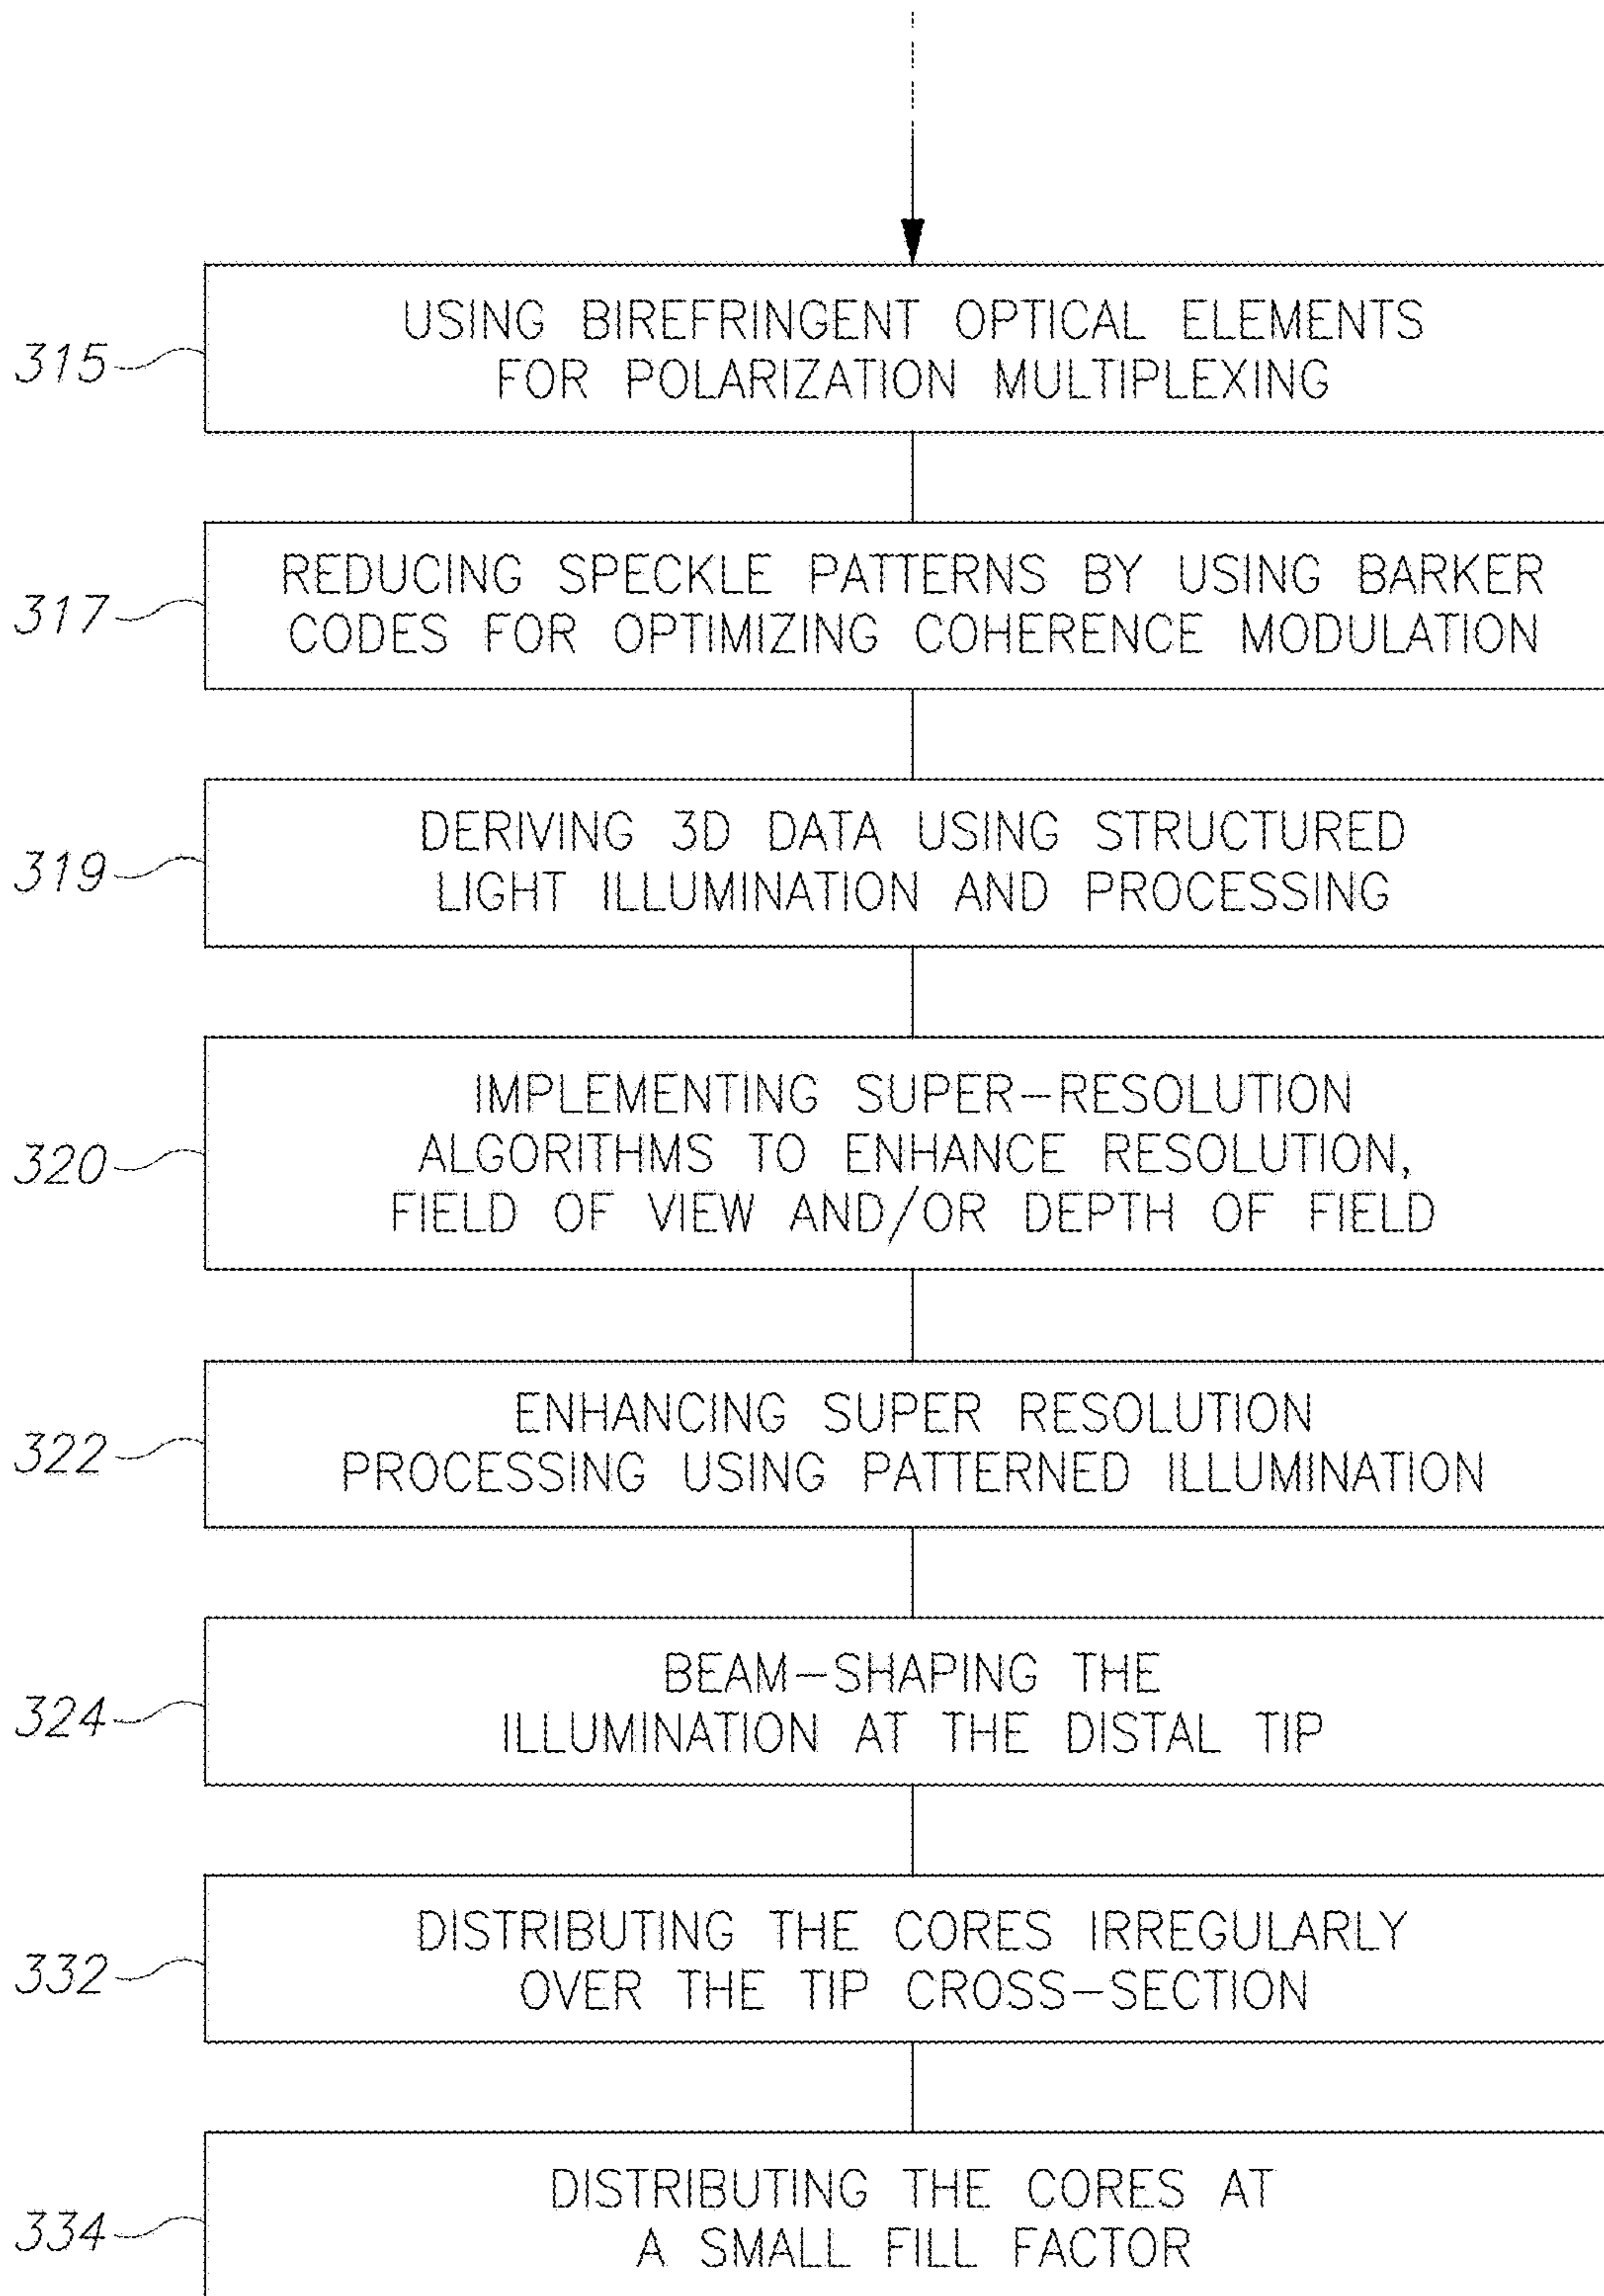 315
USING BIREFRINGENT OPTICAL ELEMENTS
FOR POLARIZATION MULTIPLEXING
317
REDUCING SPECKLE PATTERNS BY USING BARKER
CODES FOR OPTIMIZING COHERENCE MODULATION
319
DERIVING 3D DATA USING STRUCTURED
LIGHT ILLUMINATION AND PROCESSING
320
IMPLEMENTING SUPER-RESOLUTION
ALGORITHMS TO ENHANCE RESOLUTION,
FIELD OF VIEW AND/OR DEPTH OF FIELD
322
ENHANCING SUPER RESOLUTION
PROCESSING USING PATTERNED ILLUMINATION
324
BEAM-SHAPING THE
ILLUMINATION AT THE DISTAL TIP
332
DISTRIBUTING THE CORES IRREGULARLY
OVER THE TIP CROSS-SECTION
334
DISTRIBUTING THE CORES AT
A SMALL FILL FACTOR